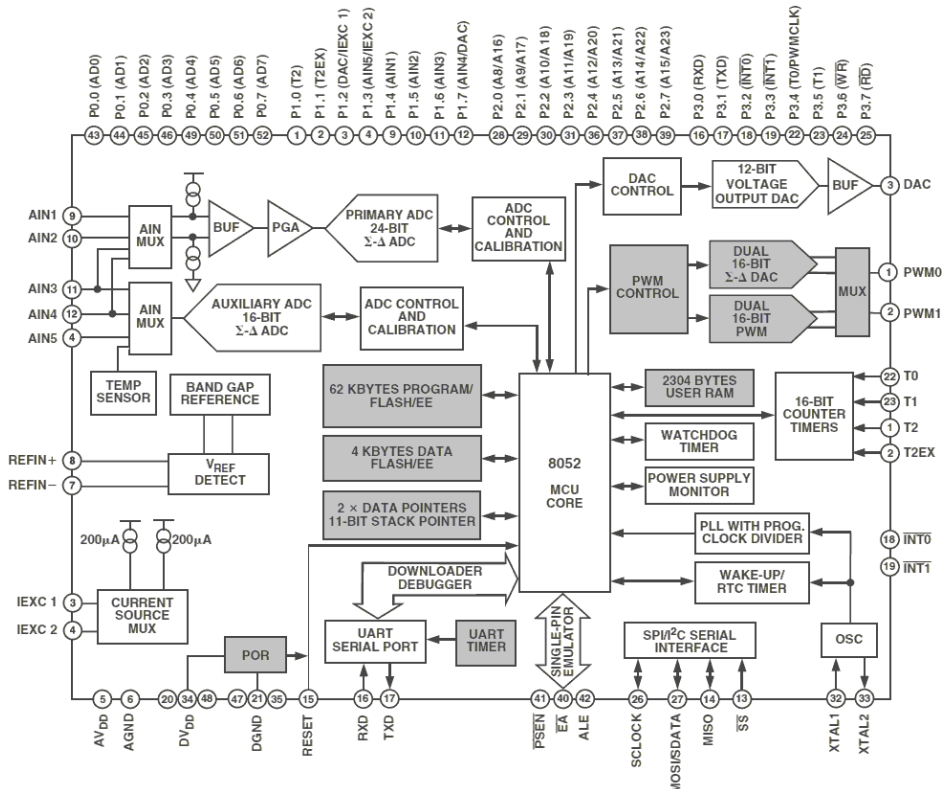 P0.0 (AD0)
P0.1 (AD1)
P0.2 (AD2)
P0.3 (AD3)
P0.4 (AD4)
P0.5 (AD5)
P0.6 (AD6)
P0.7 (AD7)
P1.0 (T2)
P1.1 (T2EX)
P1.2 (DAC/IEXC 1)
P1.3 (AIN5/IEXC 2)
P1.4 (AIN1)
P1.5 (AIN2)
P1.6 (AIN3)
P1.7 (AIN4/DAC)
P2.0 (A8/A16)
P2.1 (A9/A17)
P2.2 (A10/A18)
P2.3 (A11/A19)
P2.4 (A12/A20)
P2.5 (A13/A21)
P2.6 (A14/A22)
P2.7 (A15/A23)
P3.0 (RXD)
P3.1 (TXD)
P3.2 (INT0)
P3.3 (INT1)
P3.4 (T0/PWMCLK)
P3.5 (T1)
P3.6 (WR)
P3.7 (RD)
43 44 45 46 49 50 51 52 1 2 3 4 9 10 11 12 28 29 30 31 36 37 38 39 16 17 18 19 22 23 24 25
AIN1 9
AIN2 10
AIN3 11
AIN4 12
AIN5 4
AIN
MUX
BUF
PGA
PRIMARY ADC
24-BIT
Σ-Δ ADC
ADC
CONTROL
AND
CALIBRATION
DAC
CONTROL
12-BIT
VOLTAGE
OUTPUT DAC
BUF
3 DAC
AIN
MUX
AUXILIARY ADC
16-BIT
Σ-Δ ADC
ADC CONTROL
AND
CALIBRATION
PWM
CONTROL
DUAL
16-BIT
Σ-Δ DAC
DUAL
16-BIT
PWM
MUX
1 PWM0
2 PWM1
TEMP
SENSOR
BAND GAP
REFERENCE
VREF
DETECT
REFIN+ 8
REFIN− 7
62 KBYTES PROGRAM/
FLASH/EE
4 KBYTES DATA
FLASH/EE
2 × DATA POINTERS
11-BIT STACK POINTER
8052
MCU
CORE
2304 BYTES
USER RAM
WATCHDOG
TIMER
POWER SUPPLY
MONITOR
16-BIT
COUNTER
TIMERS
22 T0
23 T1
1 T2
2 T2EX
PLL WITH PROG.
CLOCK DIVIDER
WAKE-UP/
RTC TIMER
18 INT0
19 INT1
200µA
200µA
IEXC 1 3
IEXC 2 4
CURRENT
SOURCE
MUX
DOWNLOADER
DEBUGGER
POR
UART
SERIAL PORT
UART
TIMER
SINGLE-PIN
EMULATOR
SPI/I2C SERIAL
INTERFACE
OSC
5 6 20 34 48 47 21 35 15 16 17 41 40 42 26 27 14 13 32 33
AVDD
AGND
DVDD
DGND
RESET
RXD
TXD
PSEN
EA
ALE
SCLOCK
MOSI/SDATA
MISO
SS
XTAL1
XTAL2